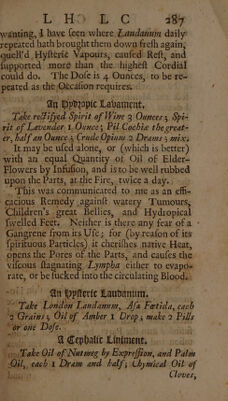 L H O L C 287
wanting, I have seen where Laudanum daily
repeated hath brought them down fresh again,
quell'd Hysteric Vapours, caused Rest, and
supported more than the highest Cordial
could do. The Dose is 4 Ounces, to be re-
peated as the Occasion requires.
An Hydropic Lavament.
Take rectifyed Spirit of Wine 3 Ounces; Spi-
rit of Lavender 1 Ounce; Pil Cochiæ the great-
er, half an Ounce; Crude Opium 2 Drams; mix.
It may be used alone, or (which is better)
with an equal Quantity of Oil of Elder-
Flowers by Infusion, and is to be well rubbed
upon the Parts, at the Fire, twice a day.
This was communicated to me as an effi-
cacious Remedy against watery Tumours,
Children's great Bellies, and Hydropical
swelled Feet. Neither is there any fear of a
Gangrene from its Use; for (by reason of its
spirituous Particles) it cherishes native Heat,
opens the Pores of the Parts, and causes the
viscous stagnating Lympha either to evapo-
rate, or be sucked into the circulating Blood.
An Hysteric Laudanum.
Take London Laudanum, Asa Fœtida, each
2 Grains; Oil of Amber 1 Drop; make 2 Pills
for one Dose.
A Cephalic Liniment.
Take Oil of Nutmeg by Expression, and Palm
Oil, each 1 Dram and half; Chymical Oil of
Cloves,